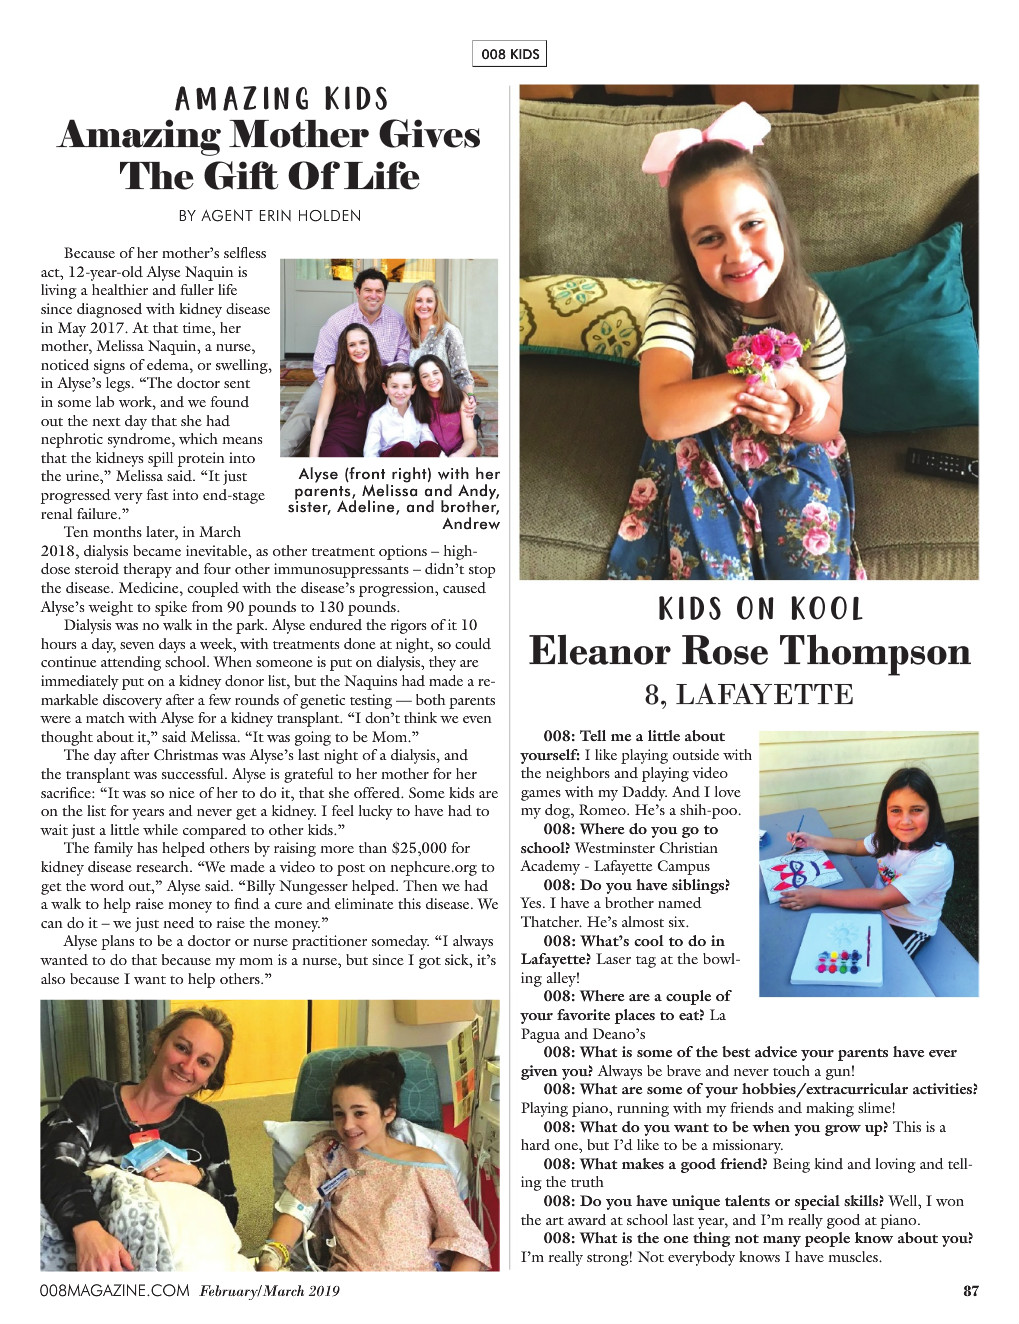 008 KIDS
AMAZING KIDS
Amazing Mother Gives
The Gift Of Life
BY AGENT ERIN HOLDEN
Because of her mother’s selfless
act, 12-year-old Alyse Naquin is
living a healthier and fuller life
since diagnosed with kidney disease
in May 2017. At that time, her
mother, Melissa Naquin, a nurse,
noticed signs of edema, or swelling,
in Alyse’s legs. “The doctor sent
in some lab work, and we found
out the next day that she had
nephrotic syndrome, which means
that the kidneys spill protein into
the urine,” Melissa said. “It just
progressed very fast into end-stage
renal failure.”
Alyse (front right) with her
parents, Melissa and Andy,
sister, Adeline, and brother,
Andrew
Ten months later, in March
2018, dialysis became inevitable, as other treatment options – high-
dose steroid therapy and four other immunosuppressants – didn’t stop
the disease. Medicine, coupled with the disease’s progression, caused
Alyse’s weight to spike from 90 pounds to 130 pounds.
Dialysis was no walk in the park. Alyse endured the rigors of it 10
hours a day, seven days a week, with treatments done at night, so could
continue attending school. When someone is put on dialysis, they are
immediately put on a kidney donor list, but the Naquins had made a re-
markable discovery after a few rounds of genetic testing — both parents
were a match with Alyse for a kidney transplant. “I don’t think we even
thought about it,” said Melissa. “It was going to be Mom.”
The day after Christmas was Alyse’s last night of a dialysis, and
the transplant was successful. Alyse is grateful to her mother for her
sacrifice: “It was so nice of her to do it, that she offered. Some kids are
on the list for years and never get a kidney. I feel lucky to have had to
wait just a little while compared to other kids.”
The family has helped others by raising more than $25,000 for
kidney disease research. “We made a video to post on nephcure.org to
get the word out,” Alyse said. “Billy Nungesser helped. Then we had
a walk to help raise money to find a cure and eliminate this disease. We
can do it – we just need to raise the money.”
Alyse plans to be a doctor or nurse practitioner someday. “I always
wanted to do that because my mom is a nurse, but since I got sick, it’s
also because I want to help others.”
KIDS ON KOOL
Eleanor Rose Thompson
8, LAFAYETTE
008: Tell me a little about
yourself: I like playing outside with
the neighbors and playing video
games with my Daddy. And I love
my dog, Romeo. He’s a shih-poo.
008: Where do you go to
school? Westminster Christian
Academy - Lafayette Campus
008: Do you have siblings?
Yes. I have a brother named
Thatcher. He’s almost six.
008: What’s cool to do in
Lafayette? Laser tag at the bowl-
ing alley!
008: Where are a couple of
your favorite places to eat? La
Pagua and Deano’s
008: What is some of the best advice your parents have ever
given you? Always be brave and never touch a gun!
008: What are some of your hobbies/extracurricular activities?
Playing piano, running with my friends and making slime!
008: What do you want to be when you grow up? This is a
hard one, but I’d like to be a missionary.
008: What makes a good friend? Being kind and loving and tell-
ing the truth
008: Do you have unique talents or special skills? Well, I won
the art award at school last year, and I’m really good at piano.
008: What is the one thing not many people know about you?
I’m really strong! Not everybody knows I have muscles.
008MAGAZINE.COM February/March 2019
87